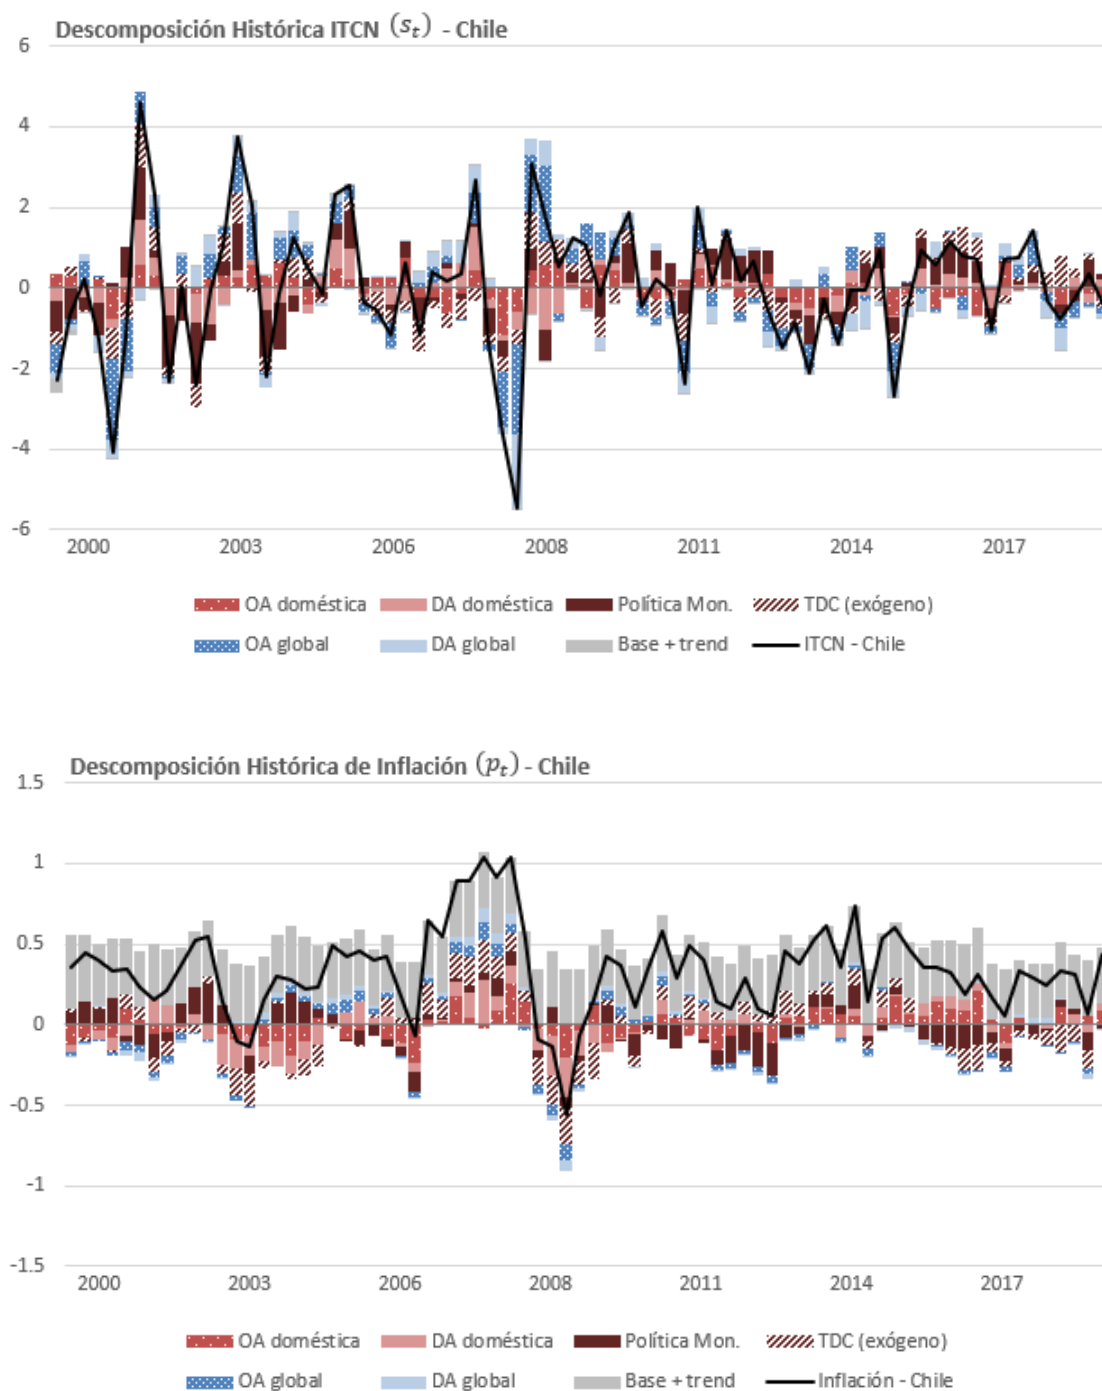 Descomposición Histórica ITCN (s_t) - Chile
6
4
2
0
-2
-4
-6
2000 2003 2006 2008 2011 2014 2017
OA doméstica DA doméstica Política Mon. TDC (exógeno)
OA global DA global Base + trend ITCN - Chile
Descomposición Histórica de Inflación (p_t) - Chile
1.5
1
0.5
0
-0.5
-1
-1.5
2000 2003 2006 2008 2011 2014 2017
OA doméstica DA doméstica Política Mon. TDC (exógeno)
OA global DA global Base + trend Inflación - Chile